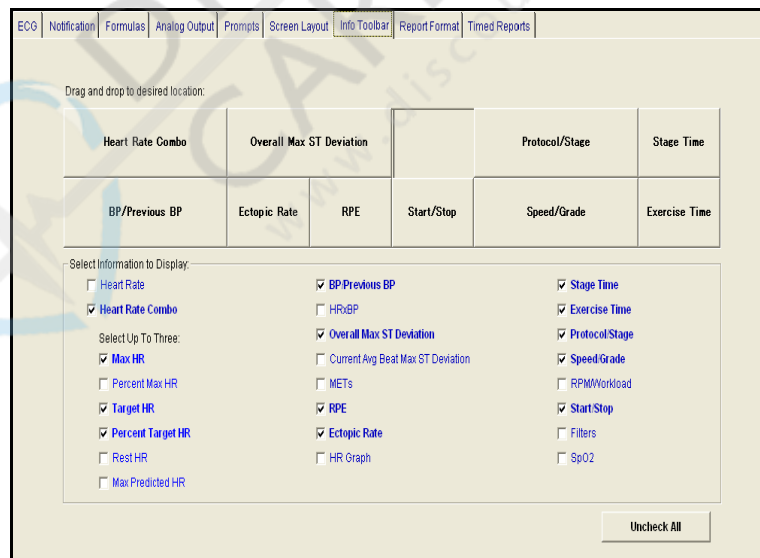 ECG Notification Formulas Analog Output Prompts Screen Layout Info Toolbar Report Format Timed Reports
Drag and drop to desired location:
Heart Rate Combo Overall Max ST Deviation Protocol/Stage Stage Time
BP/Previous BP Ectopic Rate RPE Start/Stop Speed/Grade Exercise Time
Select Information to Display:
Heart Rate BP/Previous BP Stage Time
Heart Rate Combo HRxBP Exercise Time
Select Up To Three: Overall Max ST Deviation Protocol/Stage
Max HR Current Avg Beat Max ST Deviation Speed/Grade
Percent Max HR METs RPM/Workload
Target HR RPE Start/Stop
Percent Target HR Ectopic Rate Filters
Rest HR HR Graph SpO2
Max Predicted HR
Uncheck All
www.disco